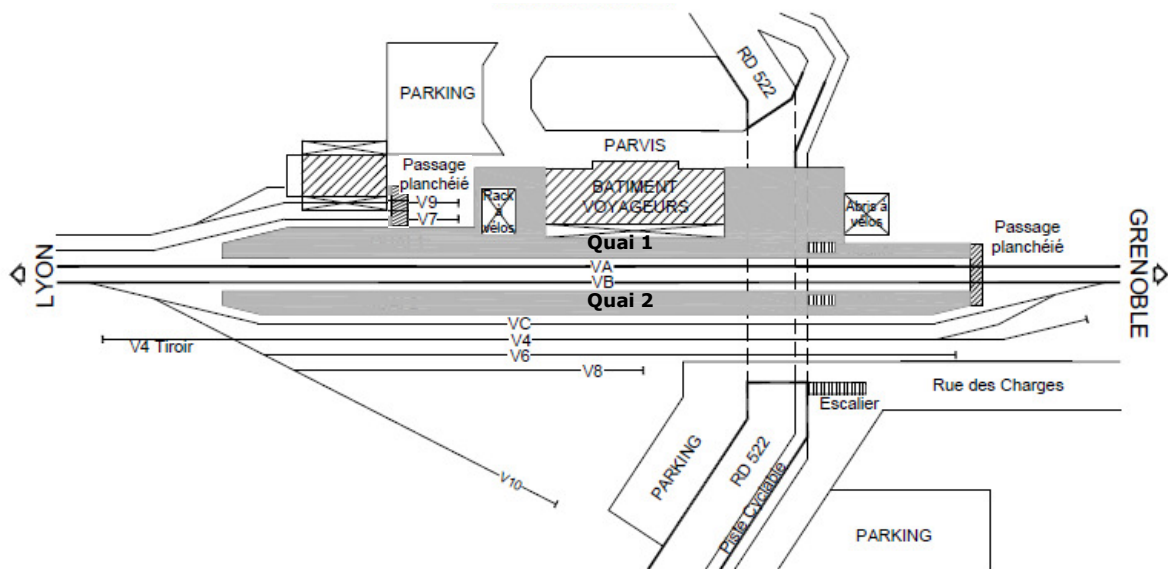 RD 522
PARKING
PARVIS
Passage
planchéié
V9
V7
Rack
à
vélos
BATIMENT
VOYAGEURS
Abris à
vélos
Quai 1
Passage
planchéié
LYON
GRENOBLE
VA
VB
Quai 2
VC
V4
V4 Tiroir
V6
V8
Rue des Charges
Escalier
V10
PARKING
RD 522
Piste Cyclable
PARKING